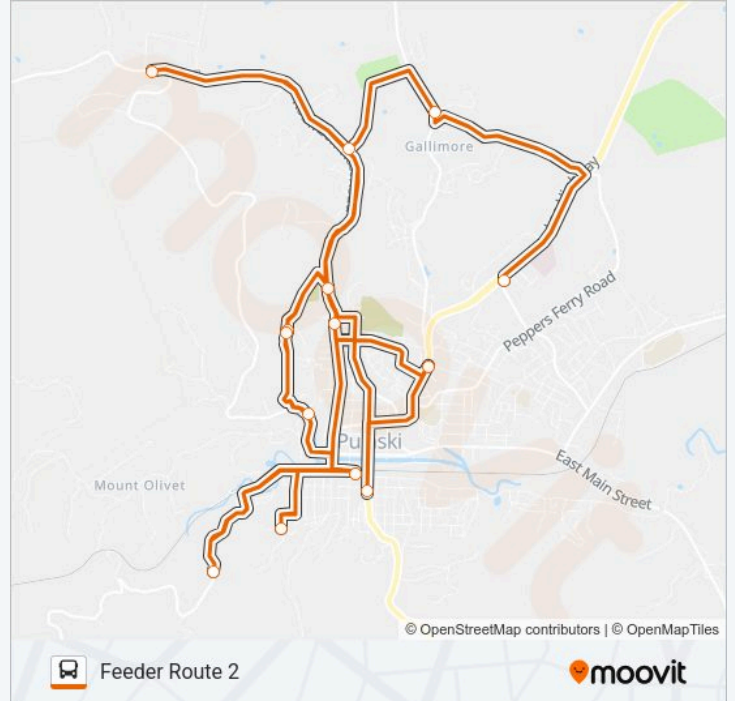 Gallimore
Peppers Ferry Road
Pulaski
East Main Street
Mount Olivet
© OpenStreetMap contributors | © OpenMapTiles
Feeder Route 2
moovit